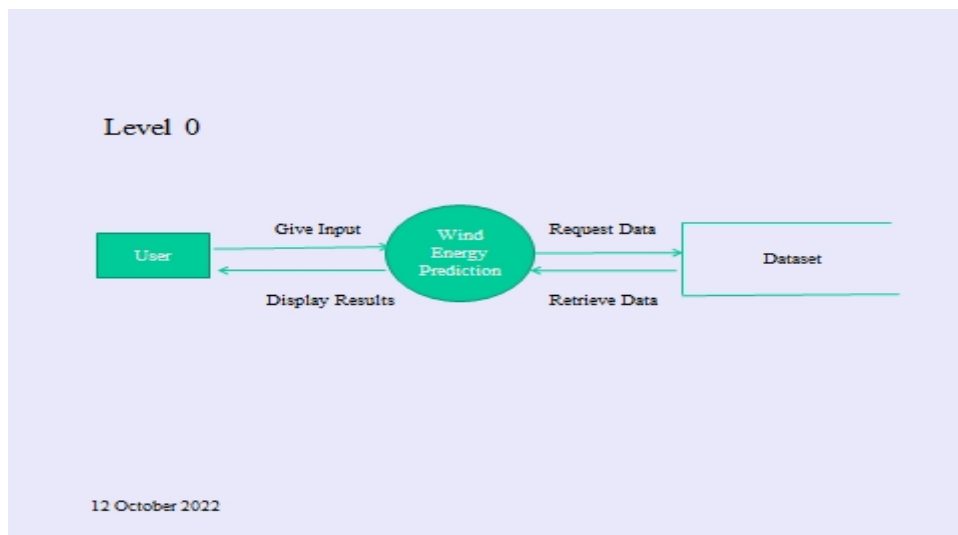 Level 0
Give Input
Request Data
User
Wind
Energy
Prediction
Dataset
Display Results
Retrieve Data
12 October 2022